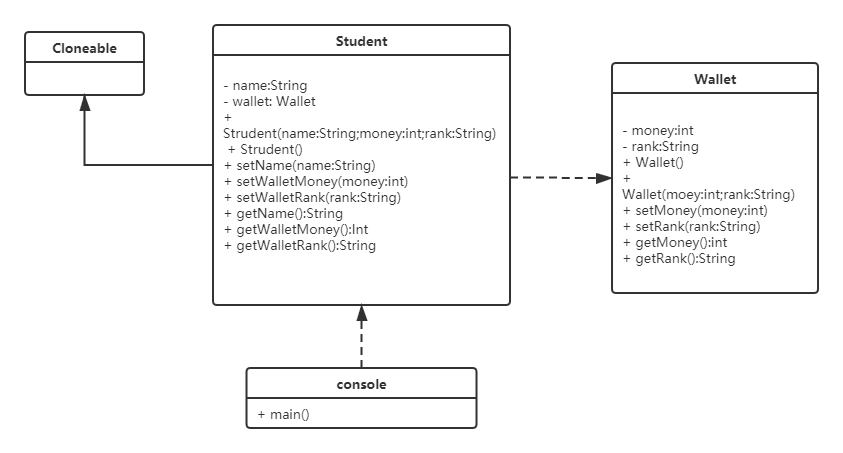 Cloneable
Student
- name:String
- wallet: Wallet
+
Strudent(name:String;money:int;rank:String)
+ Strudent()
+ setName(name:String)
+ setWalletMoney(money:int)
+ setWalletRank(rank:String)
+ getName():String
+ getWalletMoney():Int
+ getWalletRank():String
Wallet
- money:int
- rank:String
+ Wallet()
+
Wallet(moey:int;rank:String)
+ setMoney(money:int)
+ setRank(rank:String)
+ getMoney():int
+ getRank():String
console
+ main()